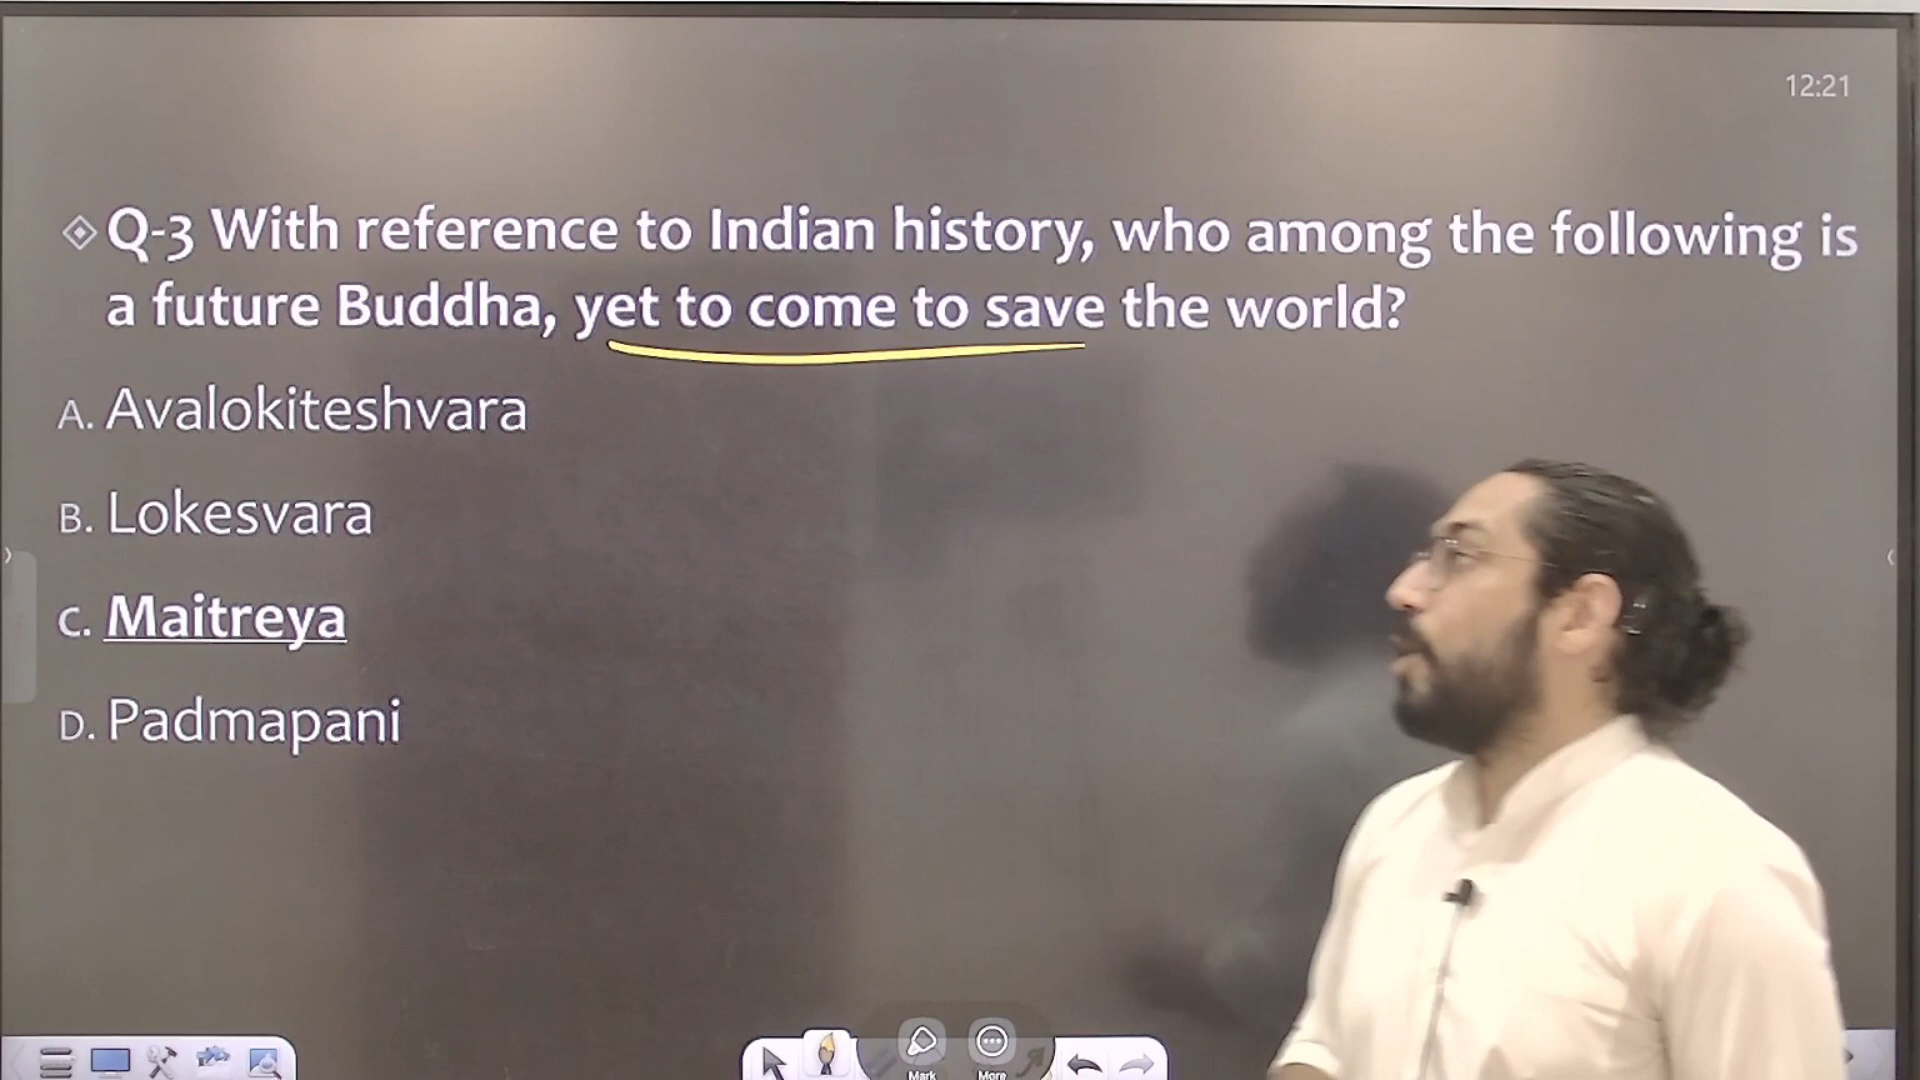 12:21
Q-3 With reference to Indian history, who among the following is
a future Buddha, yet to come to save the world?
A. Avalokiteshvara
B. Lokesvara
C. Maitreya
D. Padmapani
Mark More